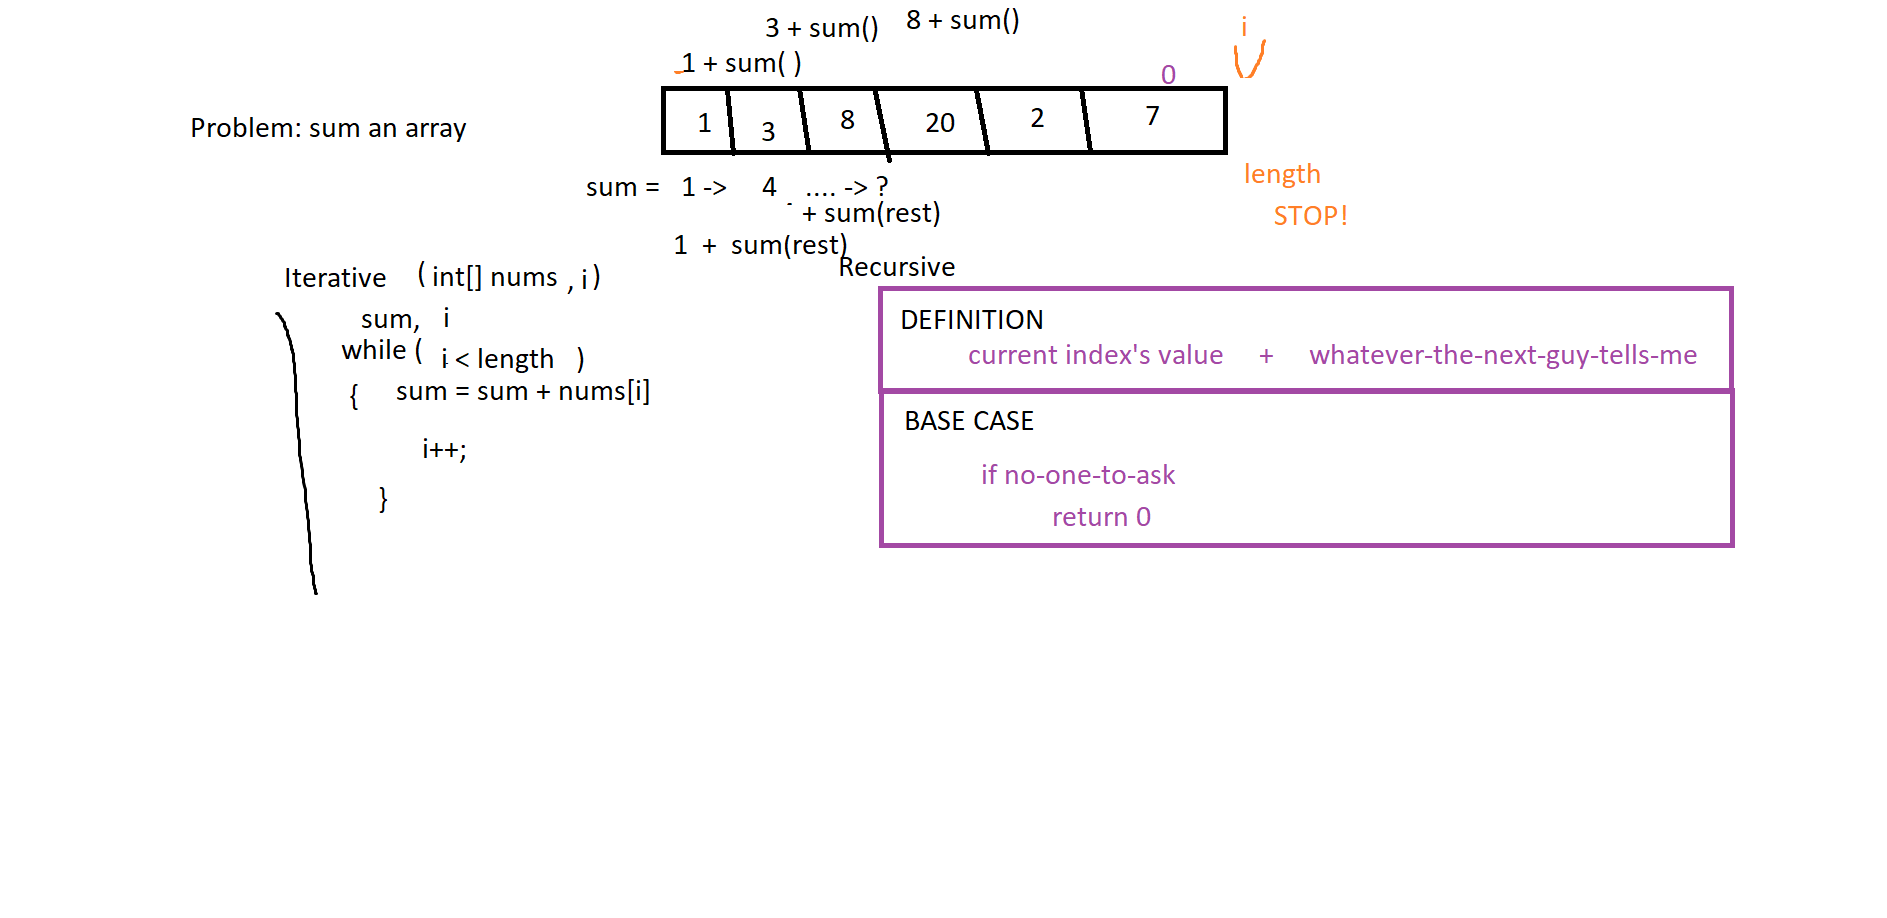 3 + sum() 8 + sum() i
1 + sum( )
0
Problem: sum an array
1 3 8 20 2 7
length
STOP!
sum = 1 -> 4 .... -> ?
+ sum(rest)
1 + sum(rest)
Recursive
Iterative ( int[] nums , i )
sum, i
while ( i < length )
{ sum = sum + nums[i]
i++;
}
DEFINITION
current index's value + whatever-the-next-guy-tells-me
BASE CASE
if no-one-to-ask
return 0